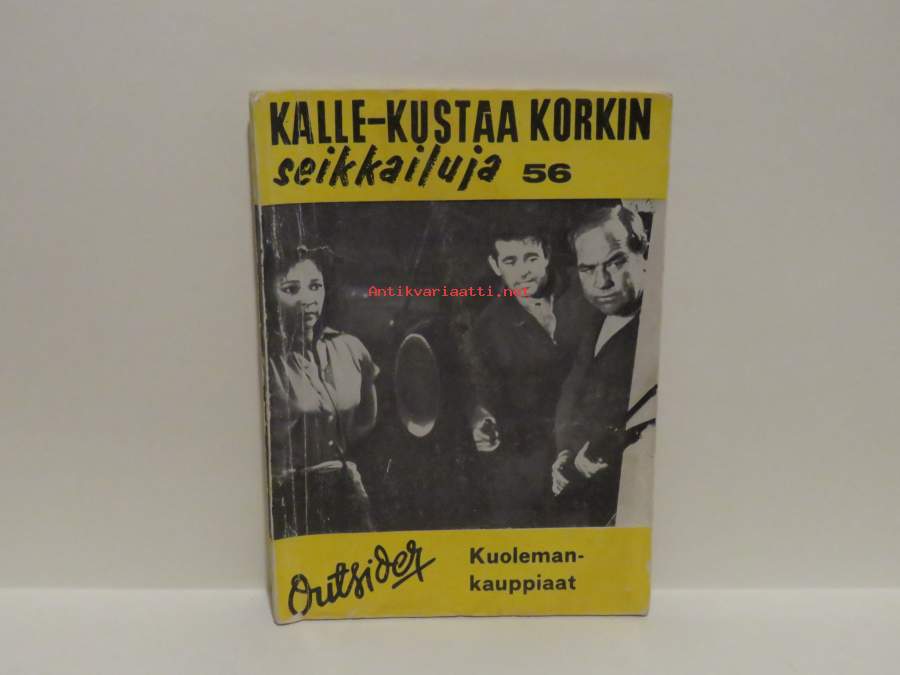 KALLE-KUSTAA KORKIN
seikkailuja 56
Antikvariaatti.net
Outsider
Kuoleman-
kauppiaat